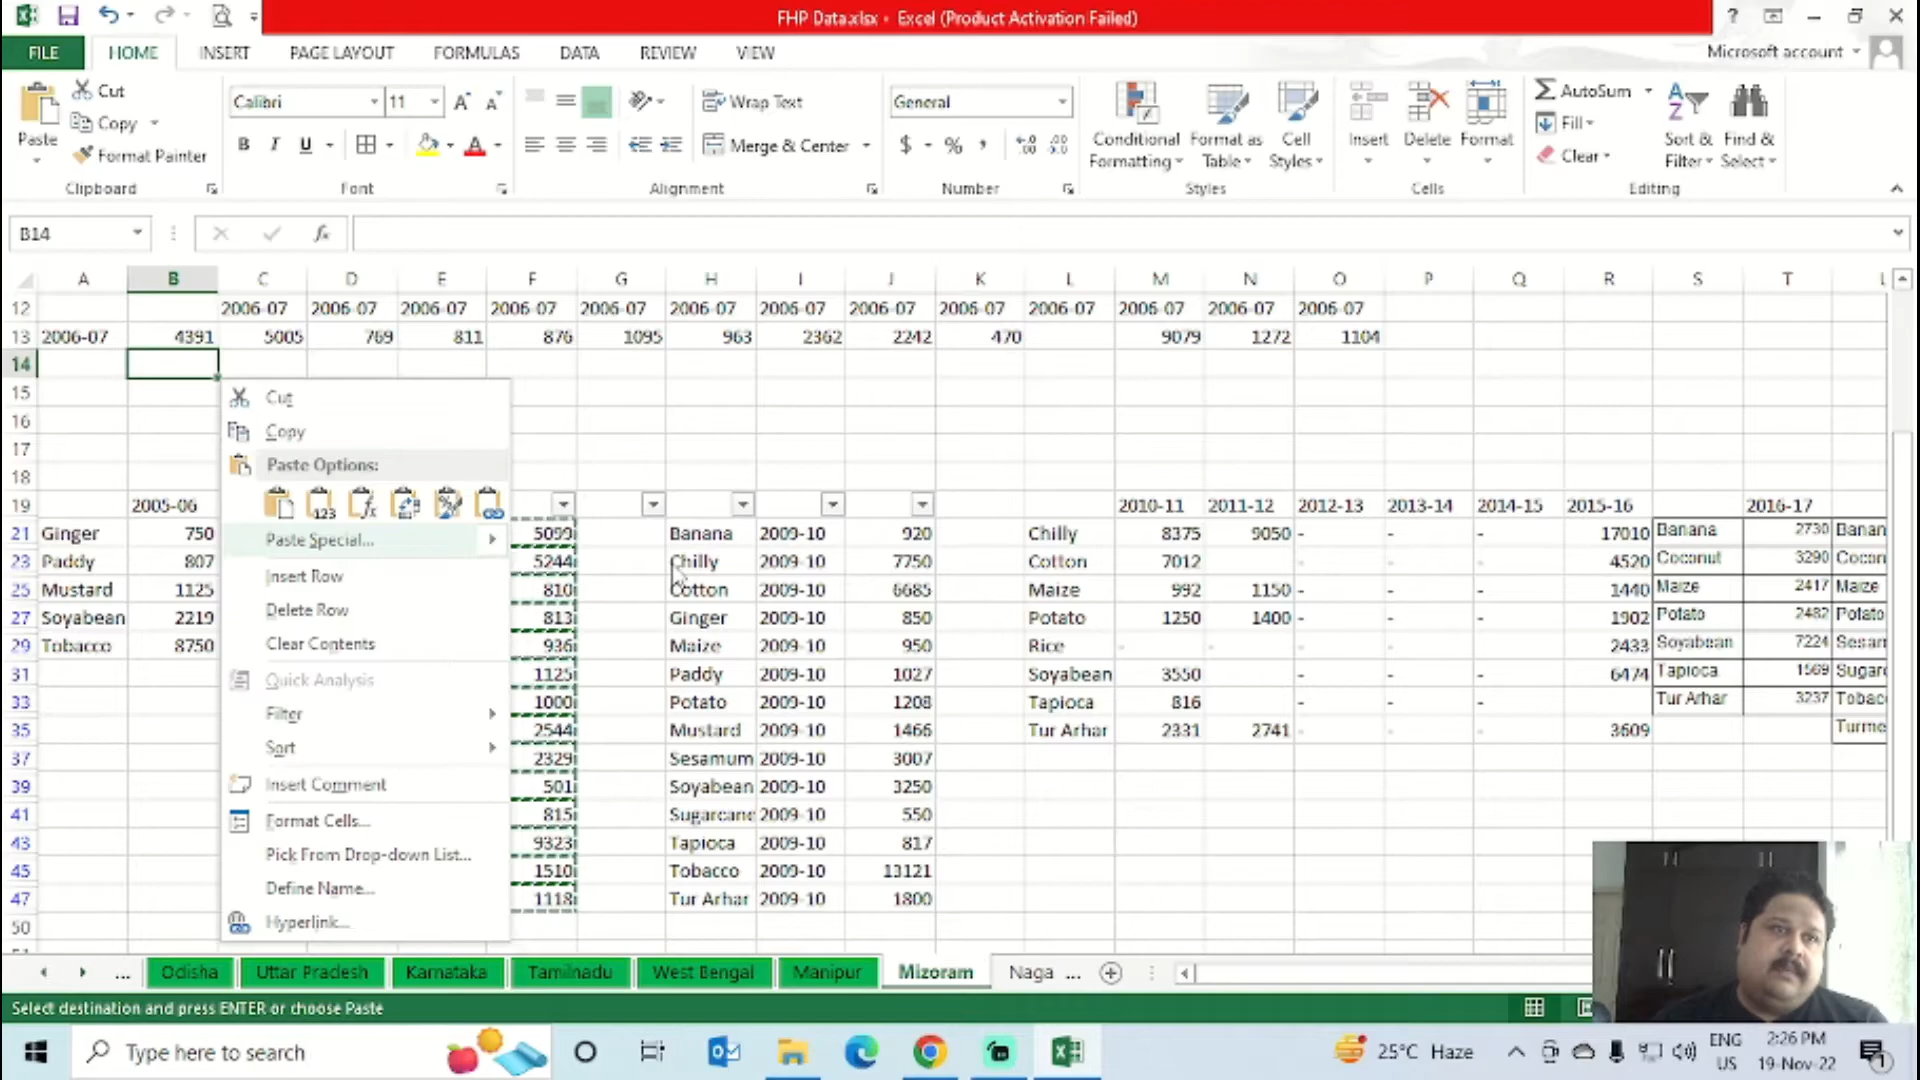 FHP Data.xlsx - Excel (Product Activation Failed)
FILE HOME INSERT PAGE LAYOUT FORMULAS DATA REVIEW VIEW Microsoft account
Paste Cut Copy Format Painter
Calibri 11
B I U
Wrap Text
Merge & Center
General
$ % ,
Conditional Formatting Format as Table Cell Styles
Insert Delete Format
AutoSum Fill Clear
Sort & Filter Find & Select
Clipboard Font Alignment Number Styles Cells Editing
B14 fx
A B C D E F G H I J K L M N O P Q R S T
12 2006-07 2006-07 2006-07 2006-07 2006-07 2006-07 2006-07 2006-07 2006-07 2006-07 2006-07 2006-07 2006-07
13 2006-07 4391 5005 769 811 876 1095 963 2362 2242 470 9079 1272 1104
14
15
16
17
18
19 2005-06 2010-11 2011-12 2012-13 2013-14 2014-15 2015-16 2016-17
21 Ginger 750 5099 Banana 2009-10 920 Chilly 8375 9050 - - - 17010 Banana 2730 Banan
23 Paddy 807 5244 Chilly 2009-10 7750 Cotton 7012 - - - 4520 Coconut 3290 Cocon
25 Mustard 1125 810 Cotton 2009-10 6685 Maize 992 1150 - - - 1440 Maize 2417 Maize
27 Soyabean 2219 813 Ginger 2009-10 850 Potato 1250 1400 - - - 1902 Potato 2482 Potato
29 Tobacco 8750 936 Maize 2009-10 950 Rice - - - - - 2433 Soyabean 7224 Sesam
31 1125 Paddy 2009-10 1027 Soyabean 3550 - - - 6474 Tapioca 1569 Sugar
33 1000 Potato 2009-10 1208 Tapioca 816 - - - Tur Arhar 3237 Tobac
35 2544 Mustard 2009-10 1466 Tur Arhar 2331 2741 - - - 3609 Turme
37 2329 Sesamum 2009-10 3007
39 501 Soyabean 2009-10 3250
41 815 Sugarcane 2009-10 550
43 9323 Tapioca 2009-10 817
45 1510 Tobacco 2009-10 13121
47 1118 Tur Arhar 2009-10 1800
50
Cut
Copy
Paste Options:
123 fx %
Paste Special...
Insert Row
Delete Row
Clear Contents
Quick Analysis
Filter
Sort
Insert Comment
Format Cells...
Pick From Drop-down List...
Define Name...
Hyperlink...
... Odisha Uttar Pradesh Karnataka Tamilnadu West Bengal Manipur Mizoram Naga ...
Select destination and press ENTER or choose Paste
Type here to search 25°C Haze ENG US 2:26 PM 19-Nov-22 1